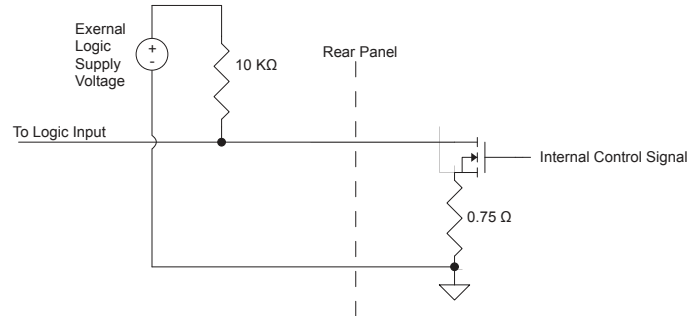 Exernal
Logic
Supply
Voltage
+
-
10 KΩ
Rear Panel
To Logic Input
Internal Control Signal
0.75 Ω